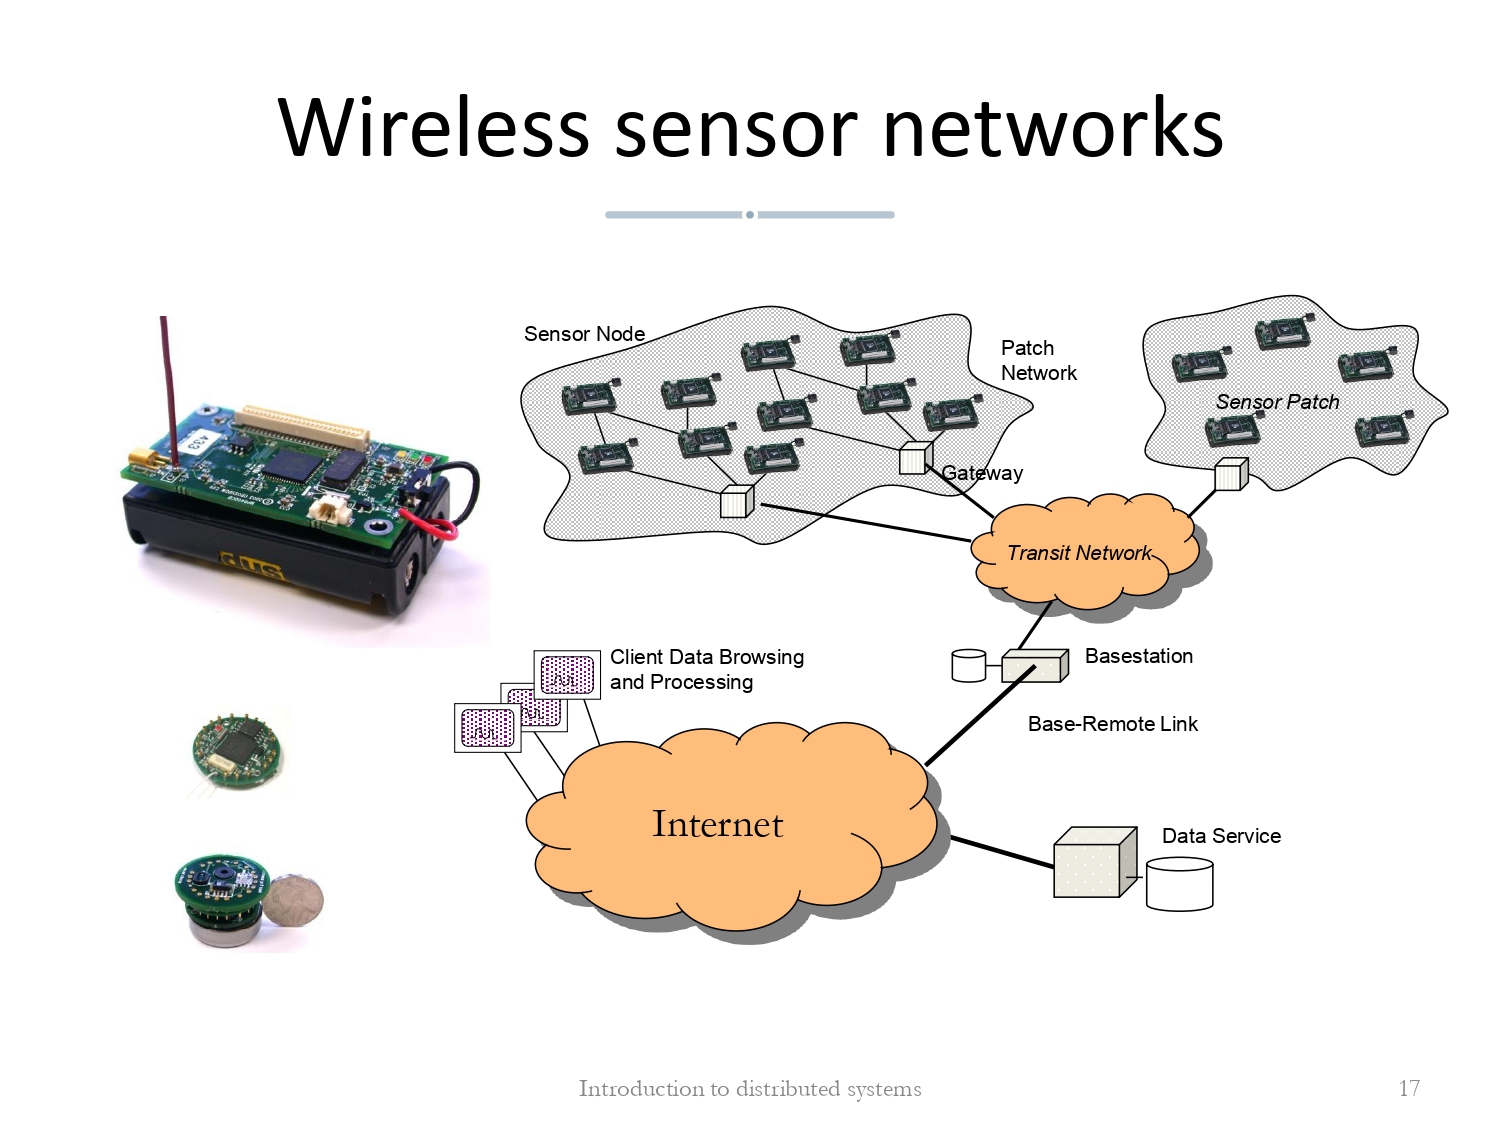 Wireless sensor networks
Sensor Node
Patch
Network
Sensor Patch
Gateway
Transit Network
433
Client Data Browsing
and Processing
Basestation
Base-Remote Link
Internet
Data Service
Introduction to distributed systems
17